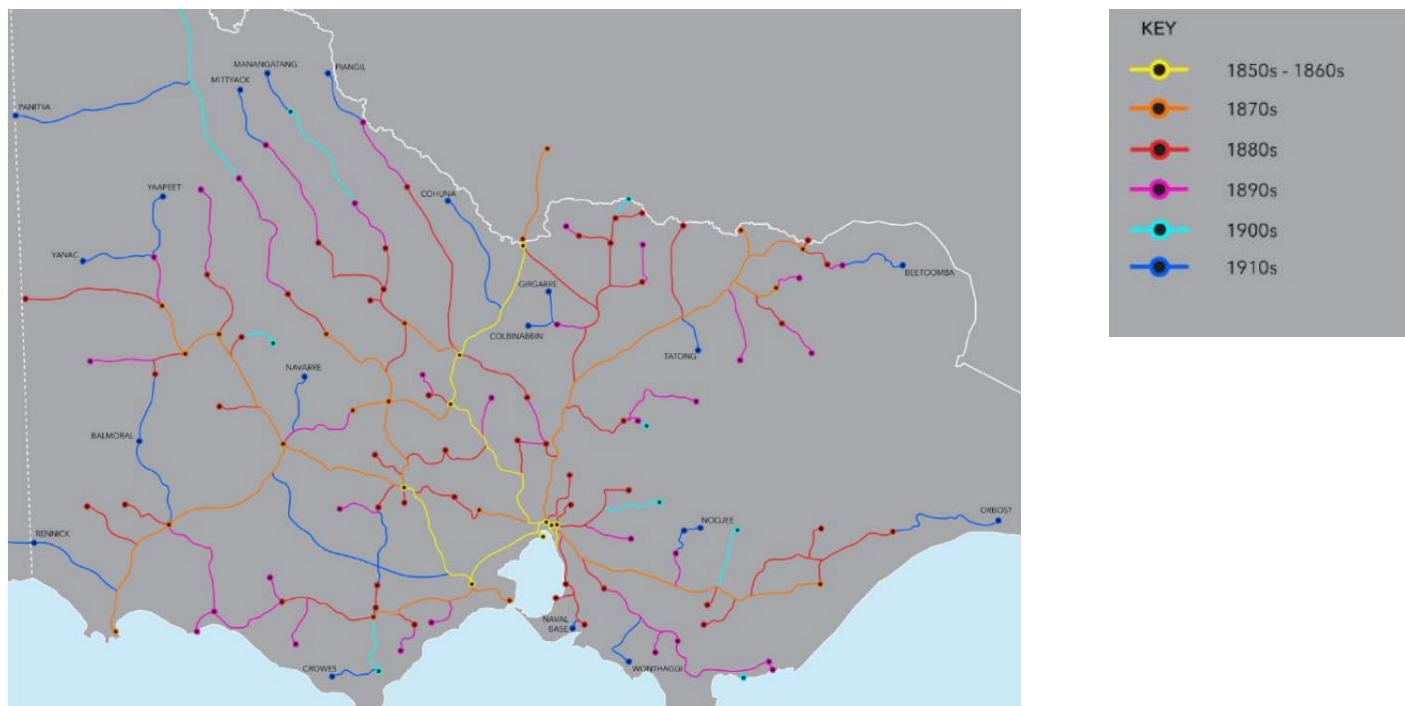 MANANGATANG
PIANGIL
MITTYACK
PANITYA
YAAPEET
COHUNA
YANAC
BEETOOMBA
GIRGARRE
COLBINABBIN
TATONG
NAVARRE
BALMORAL
ORBOST
NOOJEE
RENNICK
NAVAL
BASE
CROWES
WONTHAGGI
KEY
1850s - 1860s
1870s
1880s
1890s
1900s
1910s